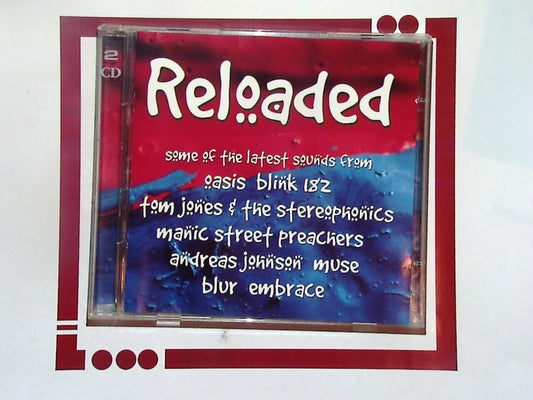 2
CD
Reloaded
some of the latest sounds from
oasis blink 182
tom jones & the stereophonics
manic street preachers
andreas johnson muse
blur embrace